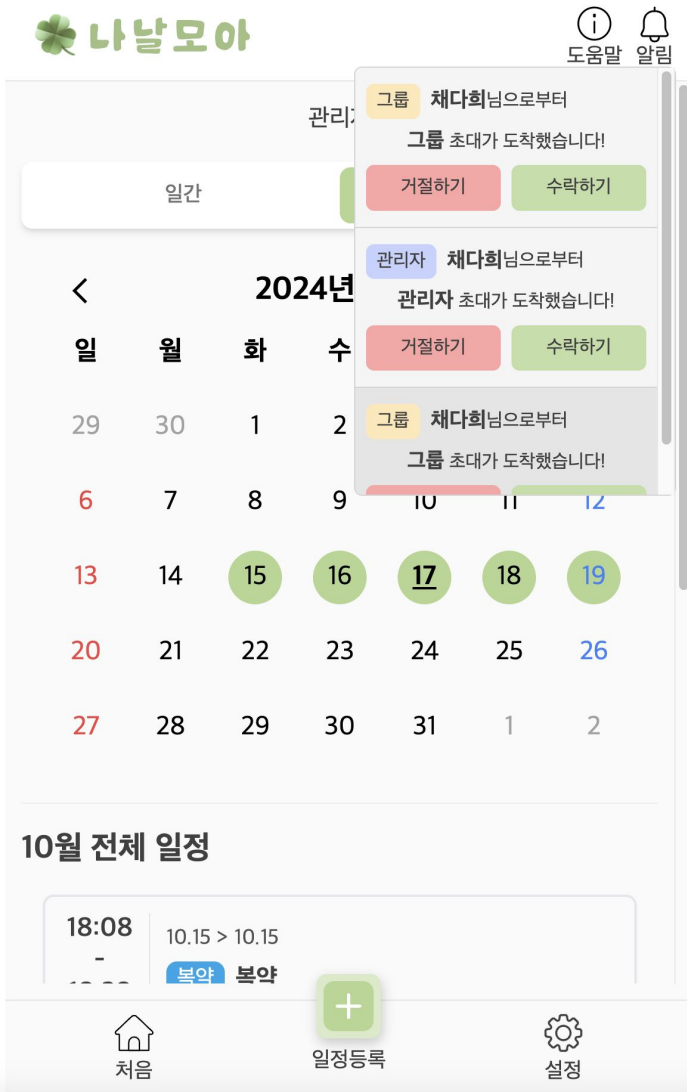 나날모아
도움말 알림
관리
그룹 채다희님으로부터
그룹 초대가 도착했습니다!
거절하기 수락하기
관리자 채다희님으로부터
관리자 초대가 도착했습니다!
거절하기 수락하기
그룹 채다희님으로부터
그룹 초대가 도착했습니다!
일간
2024년
일 월 화 수
29 30 1 2
6 7 8 9 10 11 12
13 14 15 16 17 18 19
20 21 22 23 24 25 26
27 28 29 30 31 1 2
10월 전체 일정
18:08
-
10.15 > 10.15
복약 복약
처음 일정등록 설정